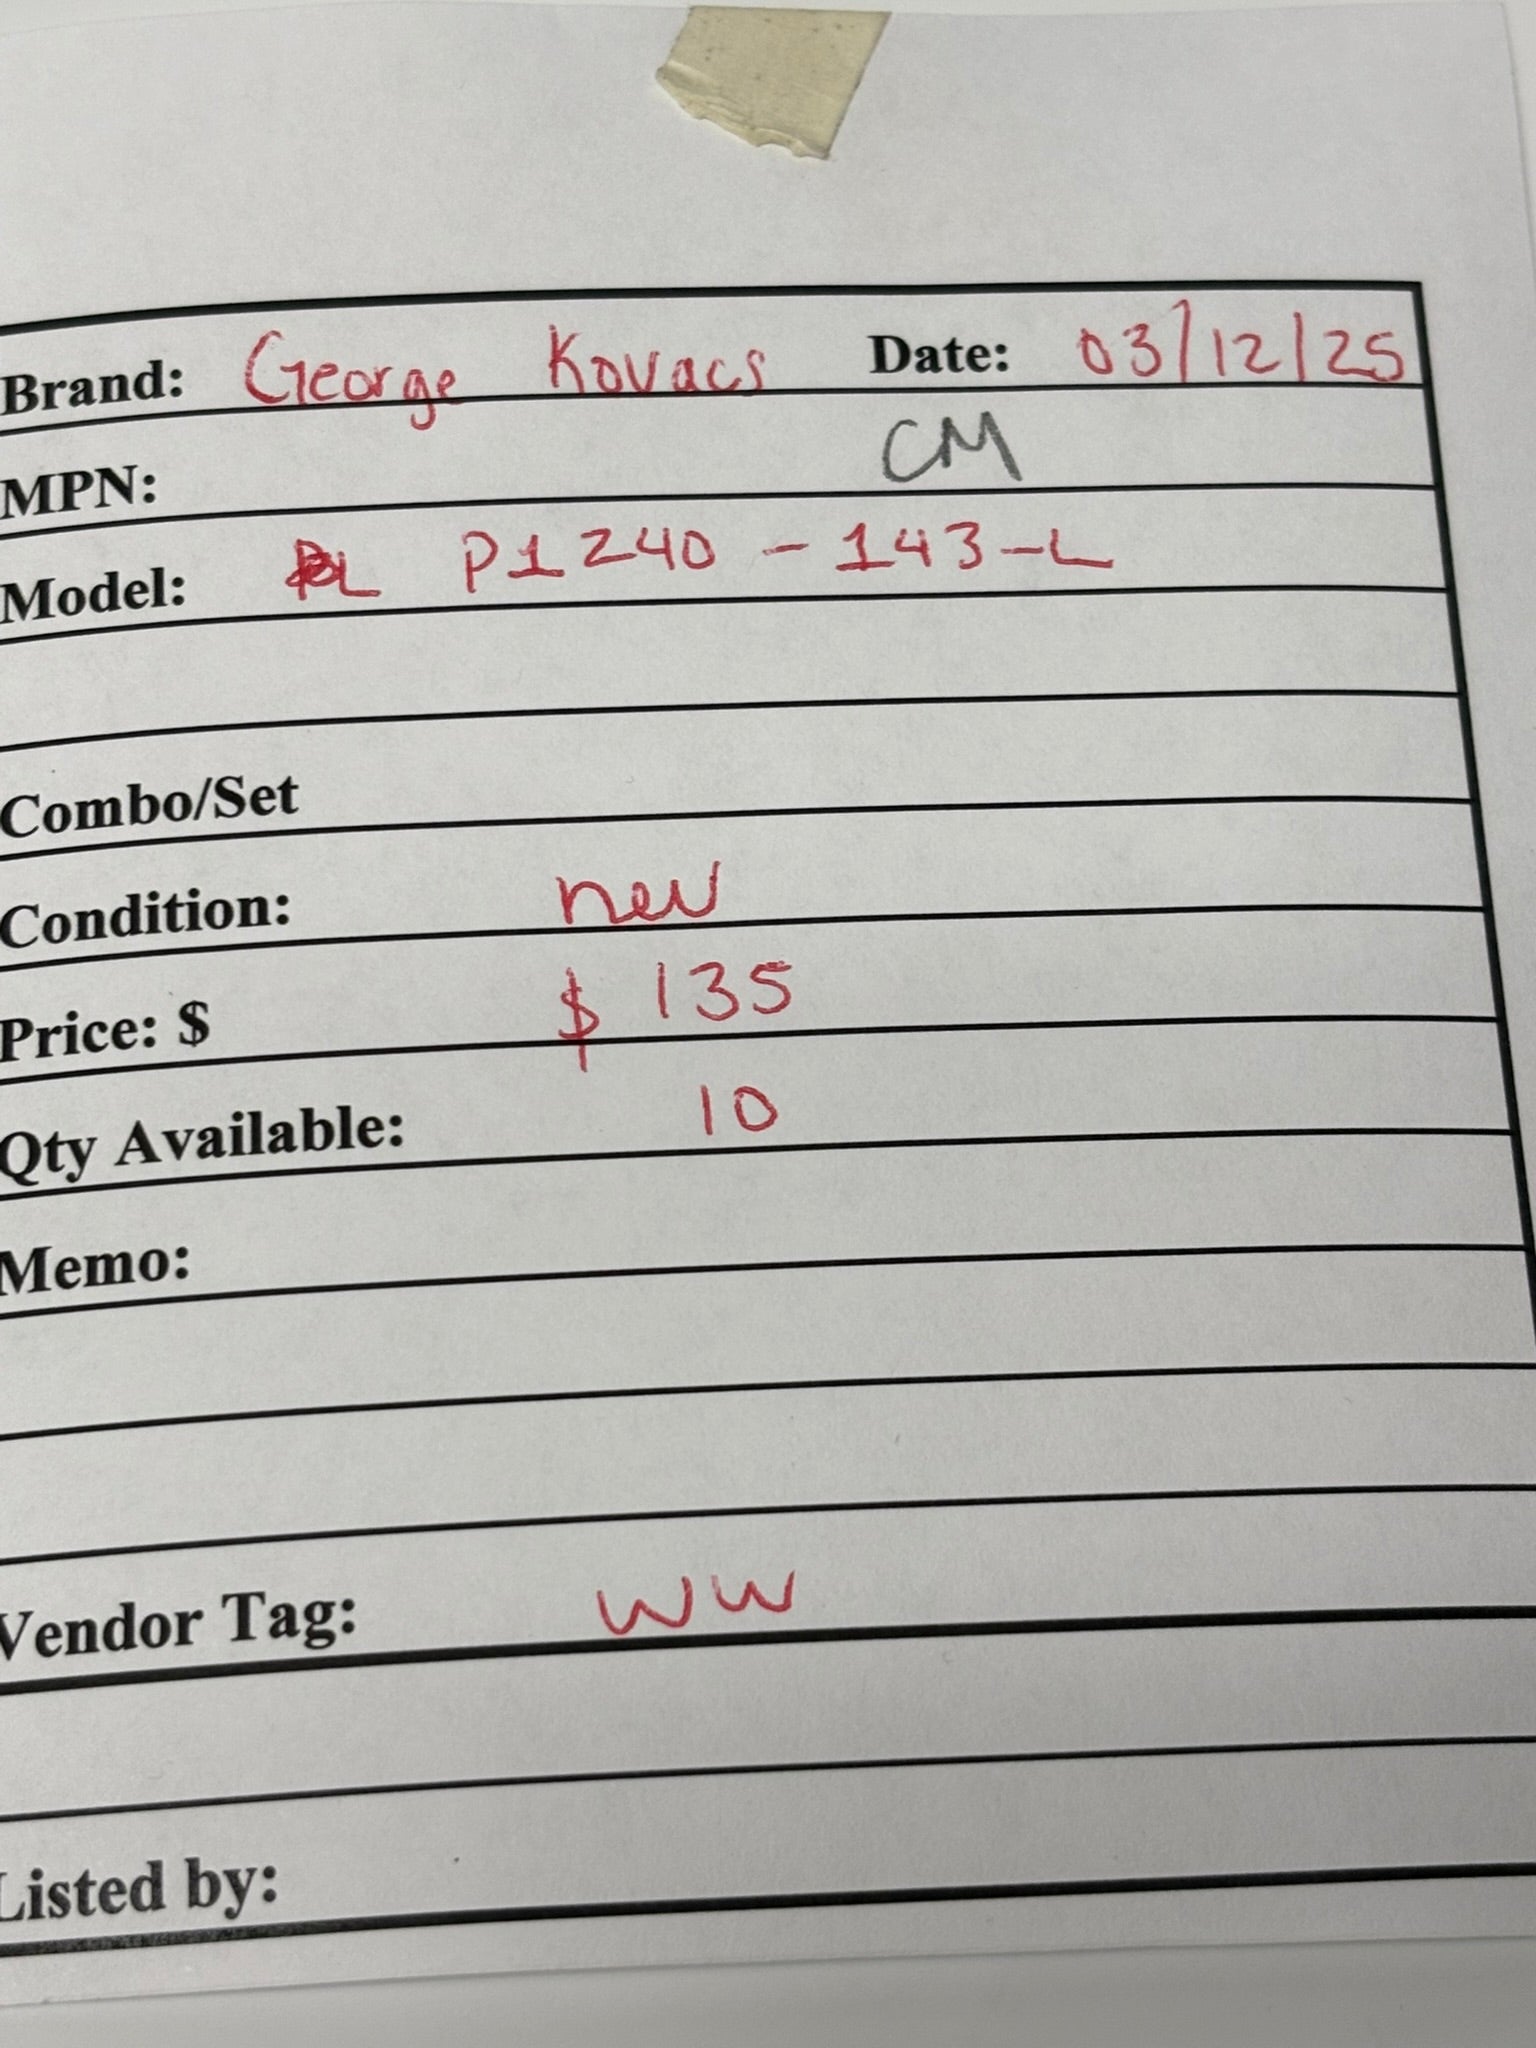 Brand: George Kovacs Date: 03/12/25
MPN: CM
Model: P1240-143-L
Combo/Set
Condition: new
Price: $ $ 135
Qty Available: 10
Memo:
Vendor Tag: WW
Listed by: